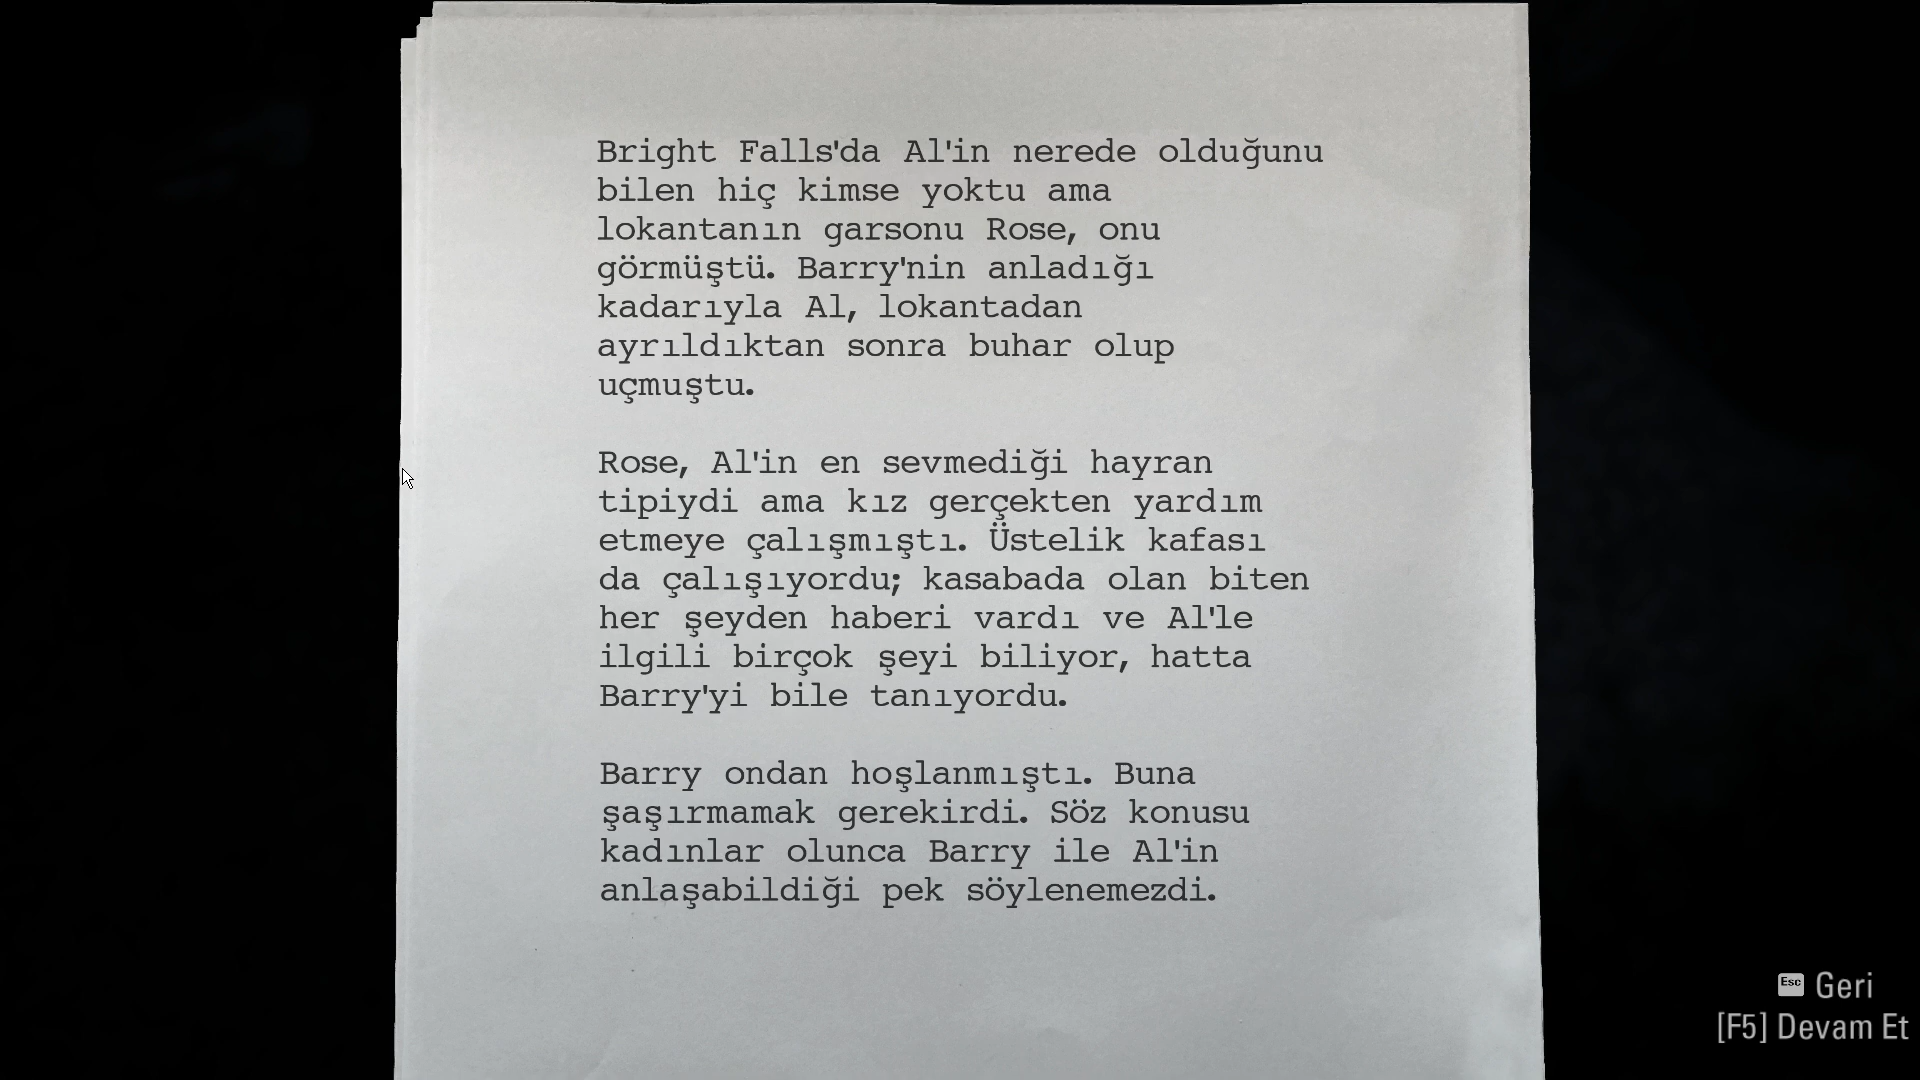 Bright Falls'da Al'in nerede olduğunu
bilen hiç kimse yoktu ama
lokantanın garsonu Rose, onu
görmüştü. Barry'nin anladığı
kadarıyla Al, lokantadan
ayrıldıktan sonra buhar olup
uçmuştu.
Rose, Al'in en sevmediği hayran
tipiydi ama kız gerçekten yardım
etmeye çalışmıştı. Üstelik kafası
da çalışıyordu; kasabada olan biten
her şeyden haberi vardı ve Al'le
ilgili birçok şeyi biliyor, hatta
Barry'yi bile tanıyordu.
Barry ondan hoşlanmıştı. Buna
şaşırmamak gerekirdi. Söz konusu
kadınlar olunca Barry ile Al'in
anlaşabildiği pek söylenemezdi.
Esc Geri
[F5] Devam Et